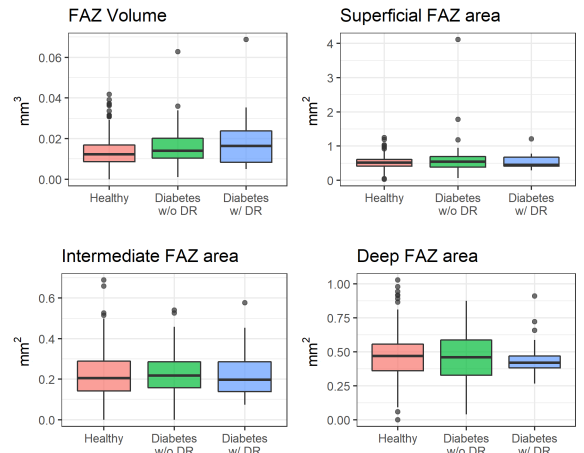 FAZ Volume
mm3
0.06
0.04
0.02
0.00
Healthy
Diabetes
w/o DR
Diabetes
w/ DR
Superficial FAZ area
mm2
4
3
2
1
0
Healthy
Diabetes
w/o DR
Diabetes
w/ DR
Intermediate FAZ area
mm2
0.6
0.4
0.2
0.0
Healthy
Diabetes
w/o DR
Diabetes
w/ DR
Deep FAZ area
mm2
1.00
0.75
0.50
0.25
0.00
Healthy
Diabetes
w/o DR
Diabetes
w/ DR